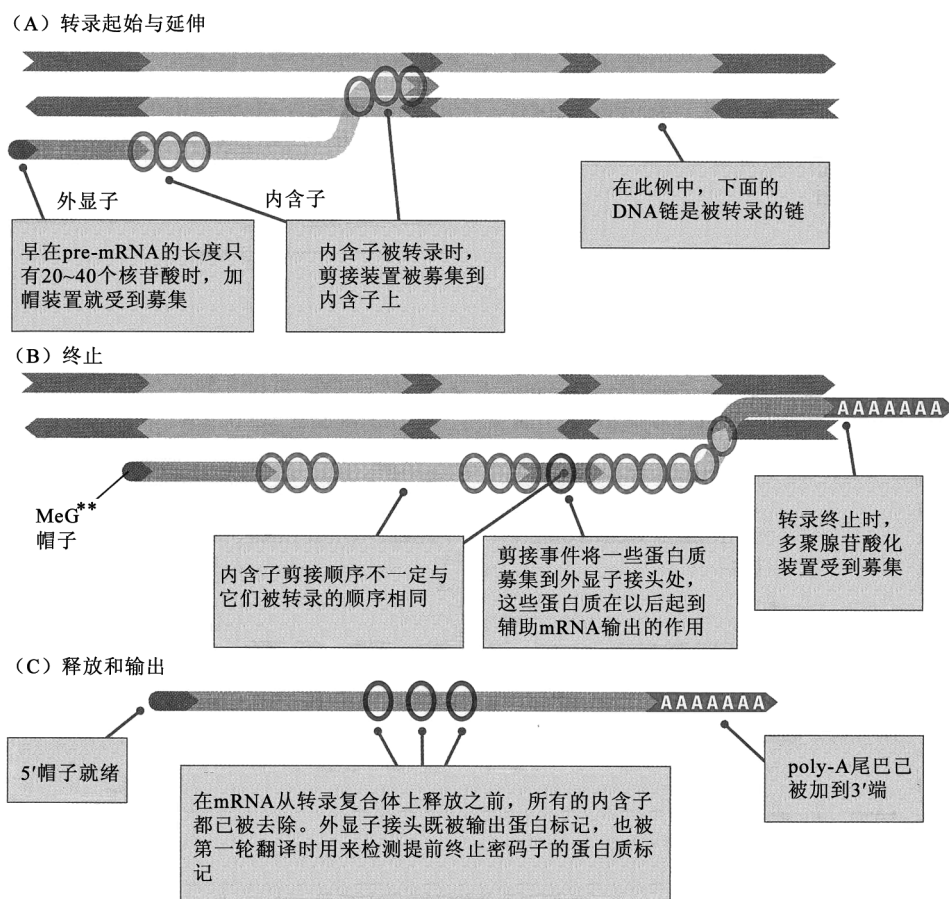 （A）转录起始与延伸
外显子
内含子
早在pre-mRNA的长度只
有20~40个核苷酸时，加
帽装置就受到募集
内含子被转录时，
剪接装置被募集到
内含子上
在此例中，下面的
DNA链是被转录的链
（B）终止
AAAAAAA
MeG**
帽子
内含子剪接顺序不一定与
它们被转录的顺序相同
剪接事件将一些蛋白质
募集到外显子接头处，
这些蛋白质在以后起到
辅助mRNA输出的作用
转录终止时，
多聚腺苷酸化
装置受到募集
（C）释放和输出
AAAAAAA
5′帽子就绪
在mRNA从转录复合体上释放之前，所有的内含子
都已被去除。外显子接头既被输出蛋白标记，也被
第一轮翻译时用来检测提前终止密码子的蛋白质标
记
poly-A尾巴已
被加到3′端